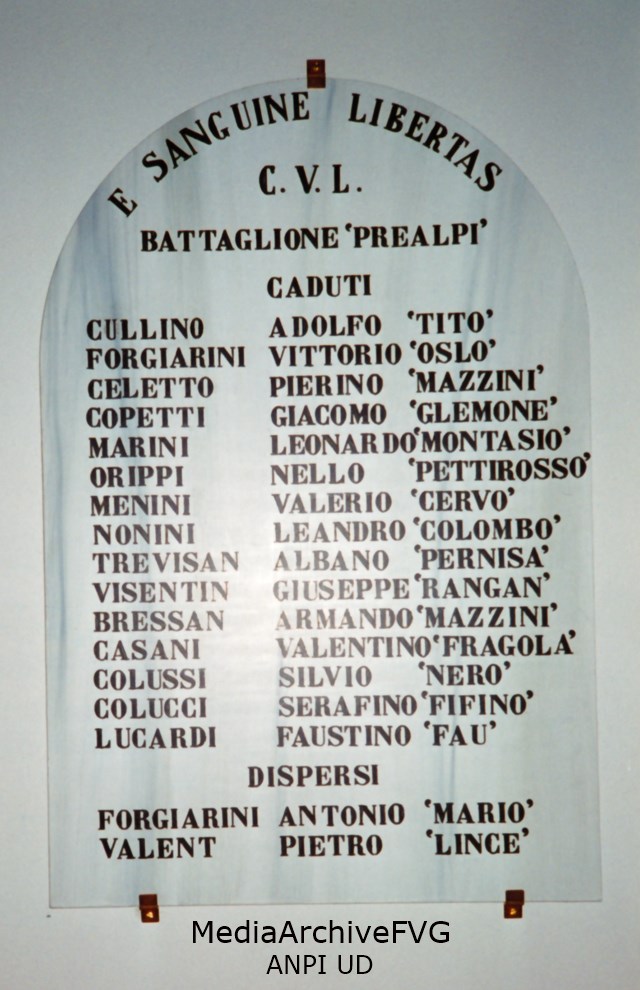 E SANGUINE LIBERTAS
C. V. L.
BATTAGLIONE 'PREALPI'
CADUTI
CULLINO ADOLFO 'TITO'
FORGIARINI VITTORIO 'OSLO'
CELETTO PIERINO 'MAZZINI'
COPETTI GIACOMO 'GLEMONE'
MARINI LEONARDO 'MONTASIO'
ORIPPI NELLO 'PETTIROSSO'
MENINI VALERIO 'CERVO'
NONINI LEANDRO 'COLOMBO'
TREVISAN ALBANO 'PERNISA'
VISENTIN GIUSEPPE 'RANGAN'
BRESSAN ARMANDO 'MAZZINI'
CASANI VALENTINO 'FRAGOLA'
COLUSSI SILVIO 'NERO'
COLUCCI SERAFINO 'FIFINO'
LUCARDI FAUSTINO 'FAU'
DISPERSI
FORGIARINI ANTONIO 'MARIO'
VALENT PIETRO 'LINCE'
MediaArchiveFVG
ANPI UD